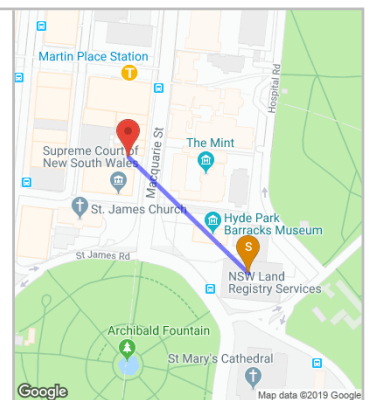 Martin Place Station
T
Hospital Rd
Macquarie St
The Mint
Supreme Court of
New South Wales
St. James Church
Hyde Park
Barracks Museum
S
St James Rd
NSW Land
Registry Services
Archibald Fountain
St Mary's Cathedral
Google
Map data ©2019 Google